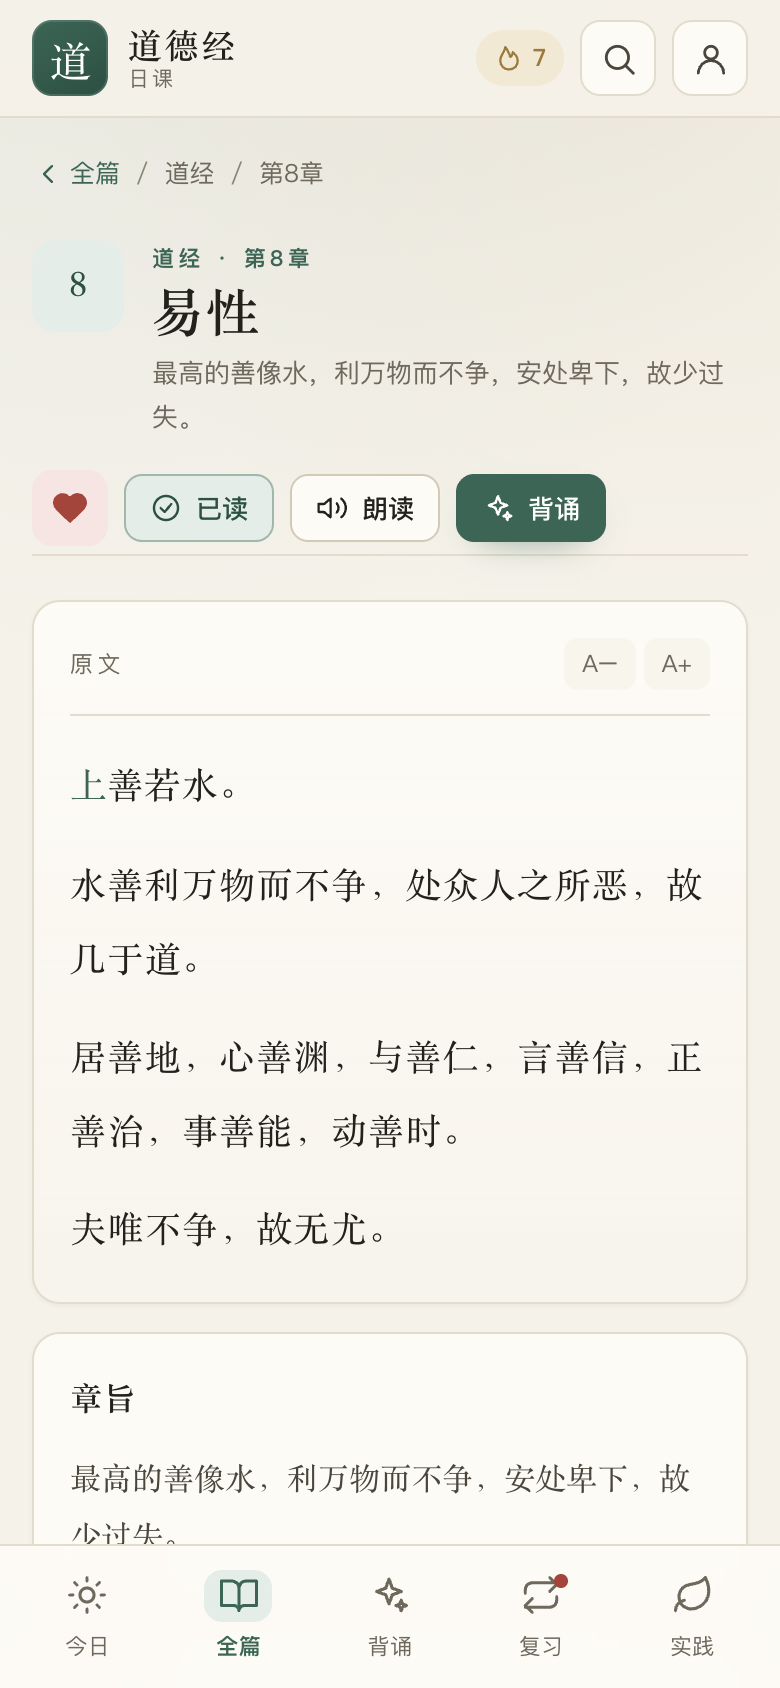 道
道德经
日课
7
全篇 / 道经 / 第8章
8
道经 · 第8章
易性
最高的善像水，利万物而不争，安处卑下，故少过
失。
已读
朗读
背诵
原文
A−
A+
上善若水。
水善利万物而不争，处众人之所恶，故
几于道。
居善地，心善渊，与善仁，言善信，正
善治，事善能，动善时。
夫唯不争，故无尤。
章旨
最高的善像水，利万物而不争，安处卑下，故
少过失。
今日
全篇
背诵
复习
实践